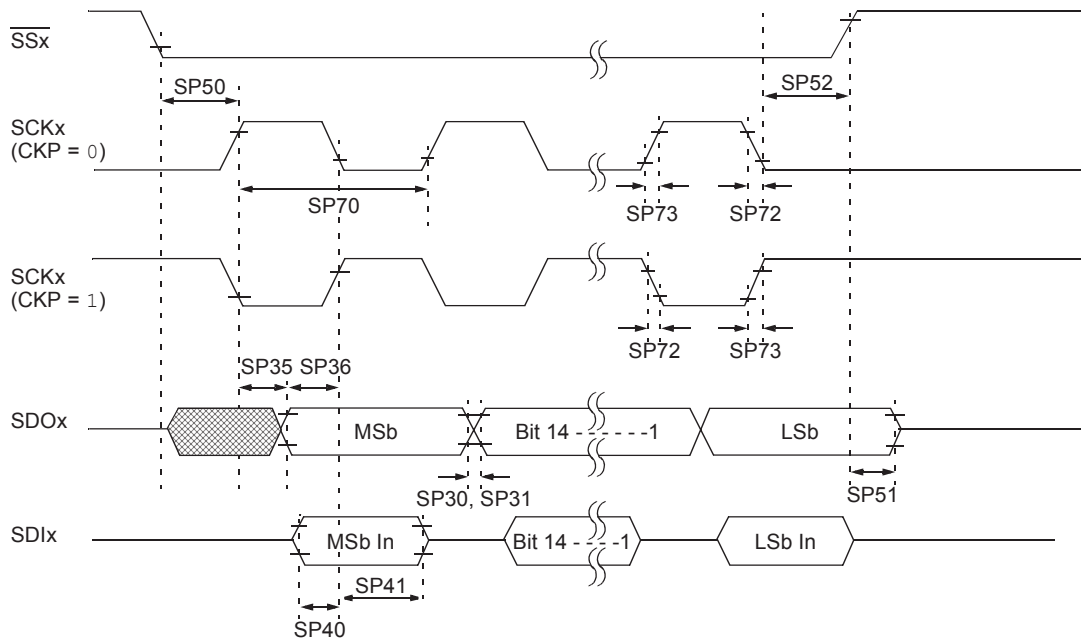 SSx
SP50
SP52
SCKx
(CKP = 0)
SP70
SP73
SP72
SCKx
(CKP = 1)
SP72
SP73
SP35
SP36
SDOx
MSb
Bit 14 - - - - - -1
LSb
SP30, SP31
SP51
SDIx
MSb In
Bit 14 - - - -1
LSb In
SP41
SP40